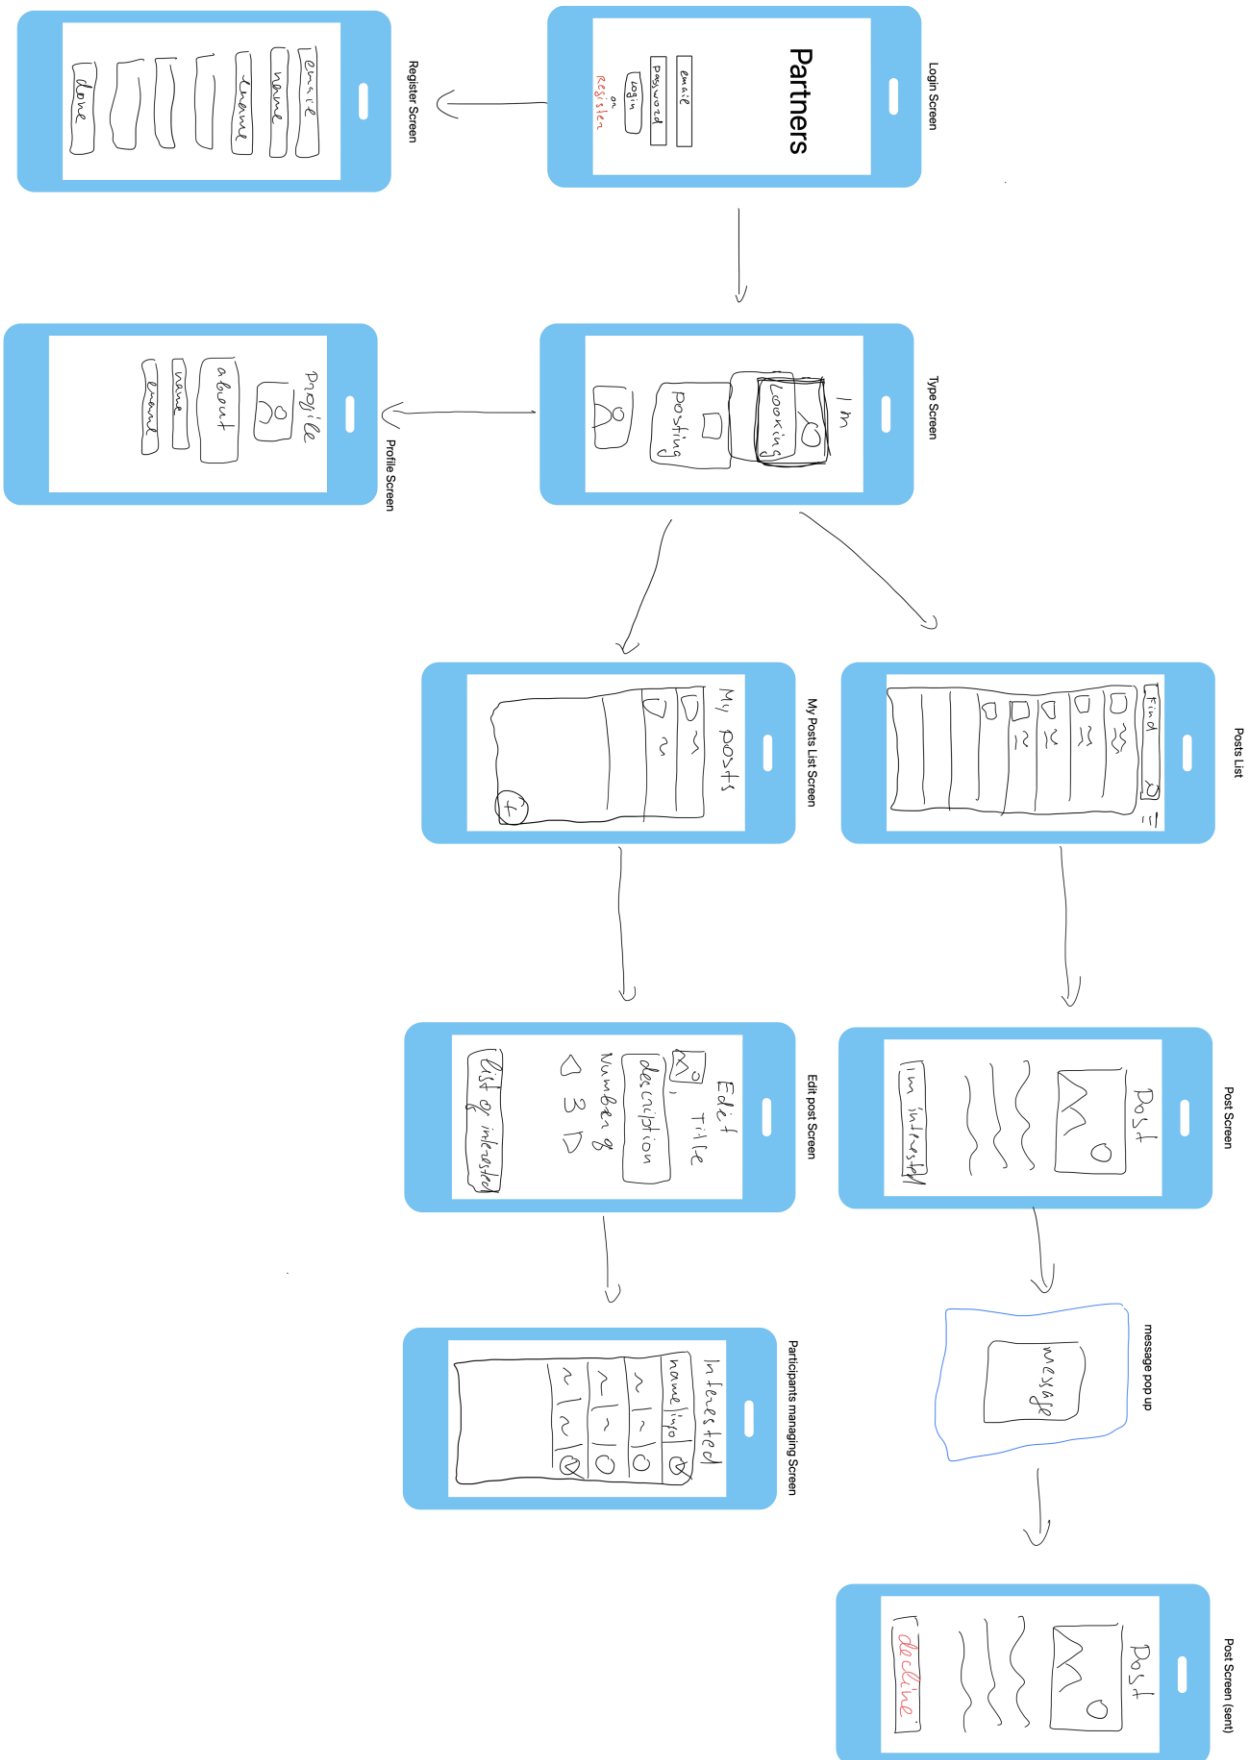 Login Screen
Partners
email
password
Login
or
Register
Register Screen
email
name
done
Type Screen
I'm
Looking
posting
Profile Screen
Profile
about
name
Posts List
Find
My Posts List Screen
My posts
+
Post Screen
Post
Im interested
Edit post Screen
Edit
Title
description
Number of
3
list of interested
message pop up
message
Participants managing Screen
Interested
name/info
Post Screen (sent)
Post
decline